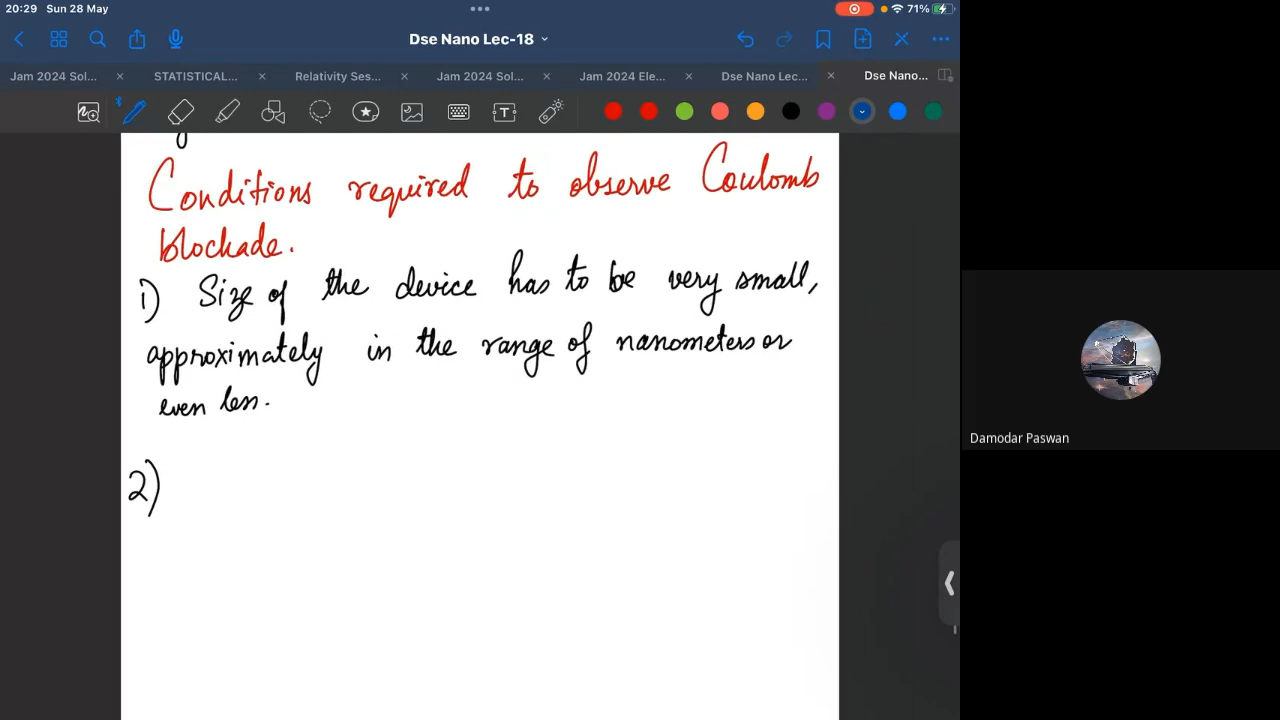 20:29 Sun 28 May
71%
Dse Nano Lec-18
Jam 2024 Sol...
STATISTICAL...
Relativity Ses...
Jam 2024 Sol...
Jam 2024 Ele...
Dse Nano Lec...
Dse Nano...
Conditions required to observe Coulomb
blockade.
1) Size of the device has to be very small,
approximately in the range of nanometers or
even less.
2)
Damodar Paswan